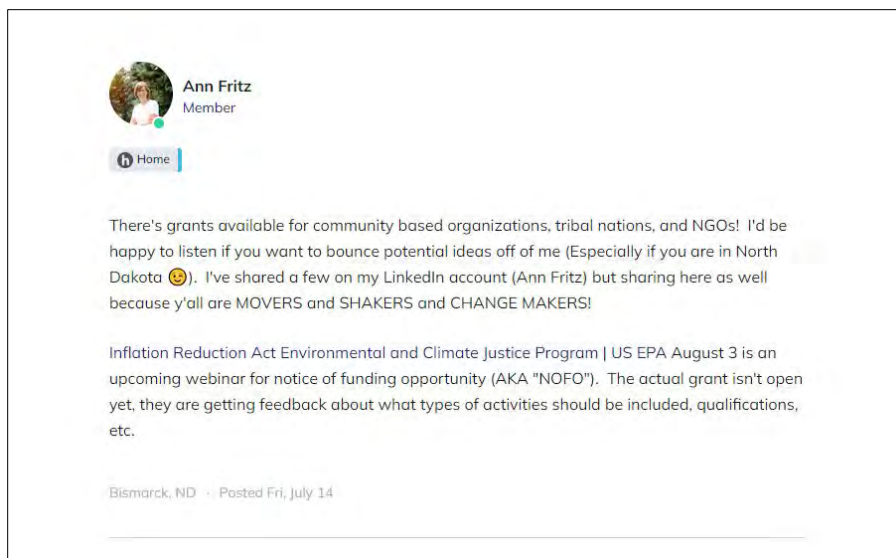 Ann Fritz
Member
h Home
There's grants available for community based organizations, tribal nations, and NGOs!  I'd be
happy to listen if you want to bounce potential ideas off of me (Especially if you are in North
Dakota 😉).  I've shared a few on my LinkedIn account (Ann Fritz) but sharing here as well
because y'all are MOVERS and SHAKERS and CHANGE MAKERS!
Inflation Reduction Act Environmental and Climate Justice Program | US EPA August 3 is an
upcoming webinar for notice of funding opportunity (AKA "NOFO").  The actual grant isn't open
yet, they are getting feedback about what types of activities should be included, qualifications,
etc.
Bismarck, ND · Posted Fri, July 14